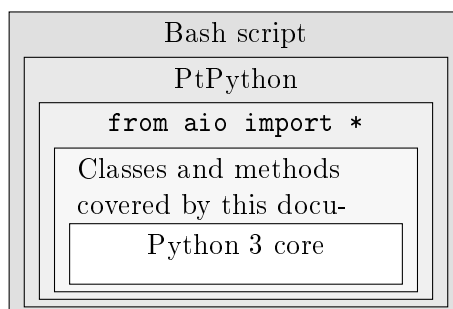 Bash script
PtPython
from aio import *
Classes and methods
covered by this docu-
Python 3 core